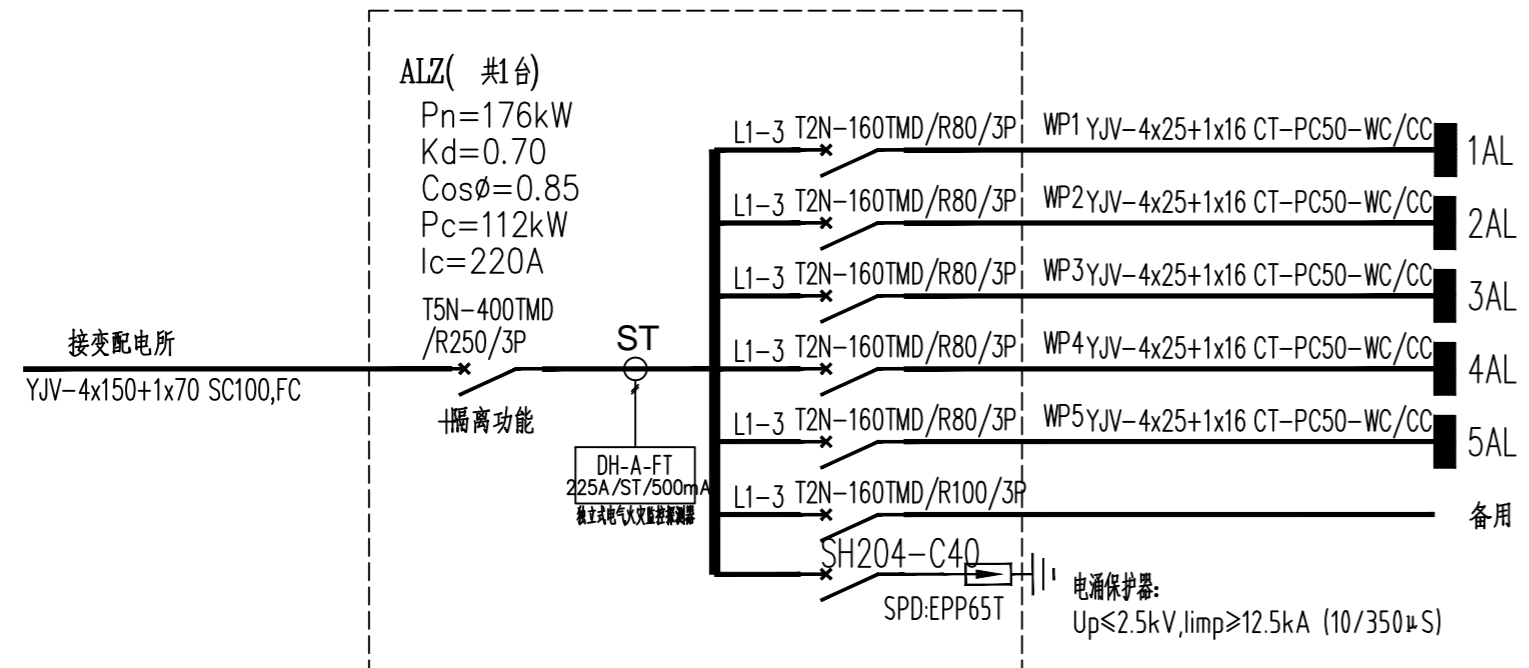 ALZ( 共1台)
Pn=176kW
Kd=0.70
Cosø=0.85
Pc=112kW
Ic=220A
T5N-400TMD
/R250/3P
接变配电所
YJV-4x150+1x70 SC100,FC
+隔离功能
ST
DH-A-FT
225A/ST/500mA
独立式电气火灾监控探测器
L1-3 T2N-160TMD/R80/3P WP1 YJV-4x25+1x16 CT-PC50-WC/CC 1AL
L1-3 T2N-160TMD/R80/3P WP2 YJV-4x25+1x16 CT-PC50-WC/CC 2AL
L1-3 T2N-160TMD/R80/3P WP3 YJV-4x25+1x16 CT-PC50-WC/CC 3AL
L1-3 T2N-160TMD/R80/3P WP4 YJV-4x25+1x16 CT-PC50-WC/CC 4AL
L1-3 T2N-160TMD/R80/3P WP5 YJV-4x25+1x16 CT-PC50-WC/CC 5AL
L1-3 T2N-160TMD/R100/3P 备用
SH204-C40
SPD:EPP65T
电涌保护器:
Up≤2.5kV,Iimp≥12.5kA (10/350μS)